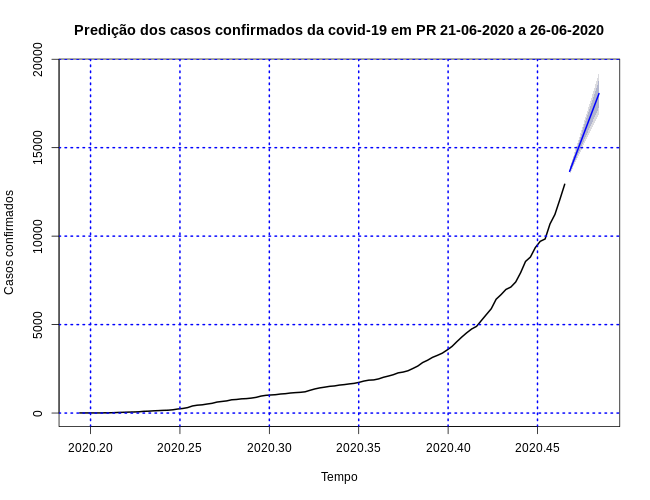 Predição dos casos confirmados da covid-19 em PR 21-06-2020 a 26-06-2020
Casos confirmados
20000
15000
10000
5000
0
2020.20 2020.25 2020.30 2020.35 2020.40 2020.45
Tempo